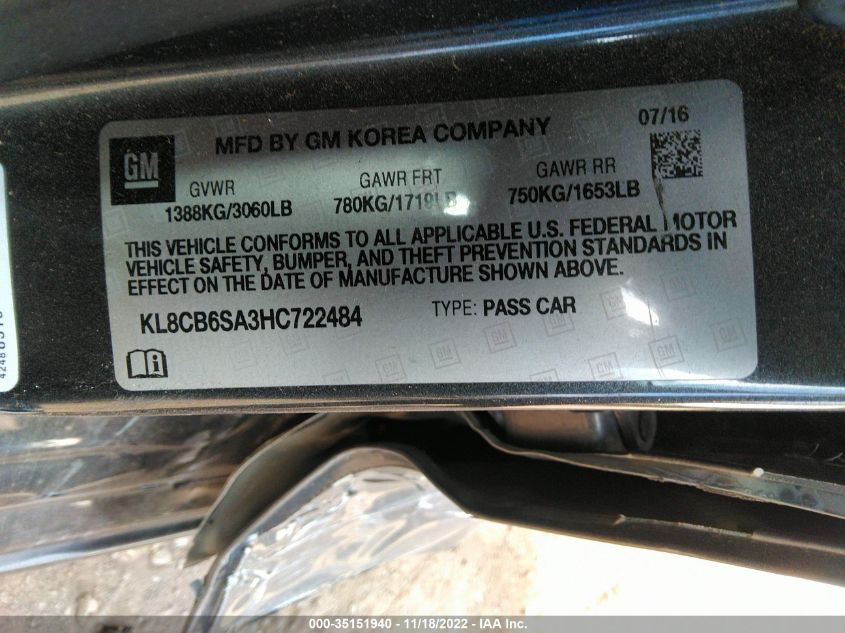 GM
MFD BY GM KOREA COMPANY
07/16
GVWR
1388KG/3060LB
GAWR FRT
780KG/1719LB
GAWR RR
750KG/1653LB
THIS VEHICLE CONFORMS TO ALL APPLICABLE U.S. FEDERAL MOTOR
VEHICLE SAFETY, BUMPER, AND THEFT PREVENTION STANDARDS IN
EFFECT ON THE DATE OF MANUFACTURE SHOWN ABOVE.
KL8CB6SA3HC722484
TYPE: PASS CAR
000-35151940 - 11/18/2022 - IAA Inc.